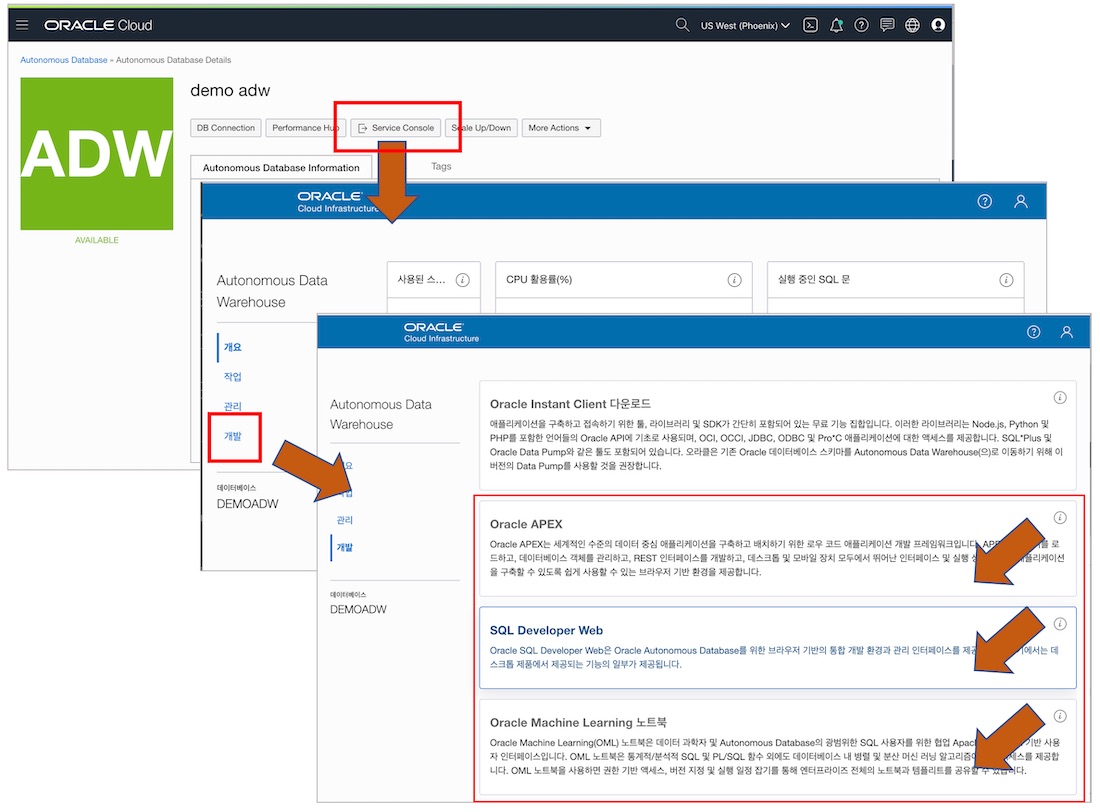 ORACLE Cloud
US West (Phoenix)
Autonomous Database » Autonomous Database Details
ADW
AVAILABLE
demo adw
DB Connection Performance Hub Service Console Scale Up/Down More Actions
Autonomous Database Information Tags
ORACLE
Cloud Infrastructure
Autonomous Data
Warehouse
개요
작업
관리
개발
데이터베이스
DEMOADW
사용된 스...
CPU 활용률(%)
실행 중인 SQL 문
ORACLE
Cloud Infrastructure
Autonomous Data
Warehouse
관리
개발
데이터베이스
DEMOADW
Oracle Instant Client 다운로드
애플리케이션을 구축하고 접속하기 위한 툴, 라이브러리 및 SDK가 간단히 포함되어 있는 무료 기능 집합입니다. 이러한 라이브러리는 Node.js, Python 및
PHP를 포함한 언어들의 Oracle API에 기초로 사용되며, OCI, OCCI, JDBC, ODBC 및 Pro*C 애플리케이션에 대한 액세스를 제공합니다. SQL*Plus 및
Oracle Data Pump와 같은 툴도 포함되어 있습니다. 오라클은 기존 Oracle 데이터베이스 스키마를 Autonomous Data Warehouse(으)로 이동하기 위해 이
버전의 Data Pump를 사용할 것을 권장합니다.
Oracle APEX
Oracle APEX는 세계적인 수준의 데이터 중심 애플리케이션을 구축하고 배치하기 위한 로우 코드 애플리케이션 개발 프레임워크입니다. 로
드하고, 데이터베이스 객체를 관리하고, REST 인터페이스를 개발하고, 데스크톱 및 모바일 장치 모두에서 뛰어난 인터페이스 및 실행 애플리케이션
을 구축할 수 있도록 쉽게 사용할 수 있는 브라우저 기반 환경을 제공합니다.
SQL Developer Web
Oracle SQL Developer Web은 Oracle Autonomous Database를 위한 브라우저 기반의 통합 개발 환경과 관리 인터페이스를 데
스크톱 제품에서 제공되는 기능의 일부가 제공됩니다.
Oracle Machine Learning 노트북
Oracle Machine Learning(OML) 노트북은 데이터 과학자 및 Autonomous Database의 광범위한 SQL 사용자를 위한 협업 기반 사용
자 인터페이스입니다. OML 노트북은 통계적/분석적 SQL 및 PL/SQL 함수 외에도 데이터베이스 내 병렬 및 분산 머신 러닝 제공합
니다. OML 노트북을 사용하면 권한 기반 액세스, 버전 지정 및 실행 일정 잡기를 통해 엔터프라이즈 전체의 노트북과 템플리트를 공유할 수 있습니다.